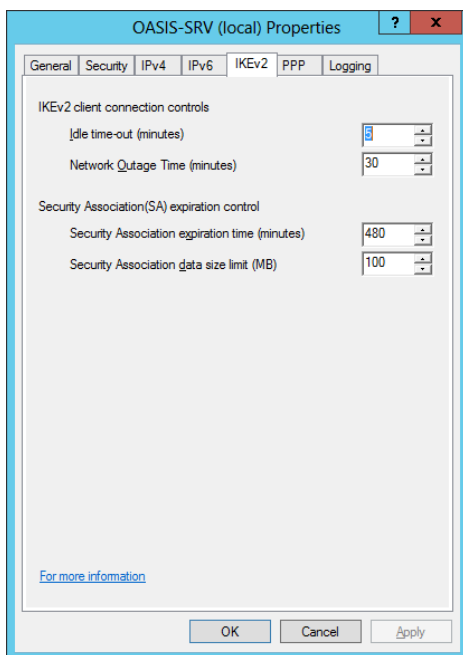 OASIS-SRV (local) Properties ? x
General Security IPv4 IPv6 IKEv2 PPP Logging
IKEv2 client connection controls
Idle time-out (minutes) 5
Network Outage Time (minutes) 30
Security Association(SA) expiration control
Security Association expiration time (minutes) 480
Security Association data size limit (MB) 100
For more information
OK Cancel Apply